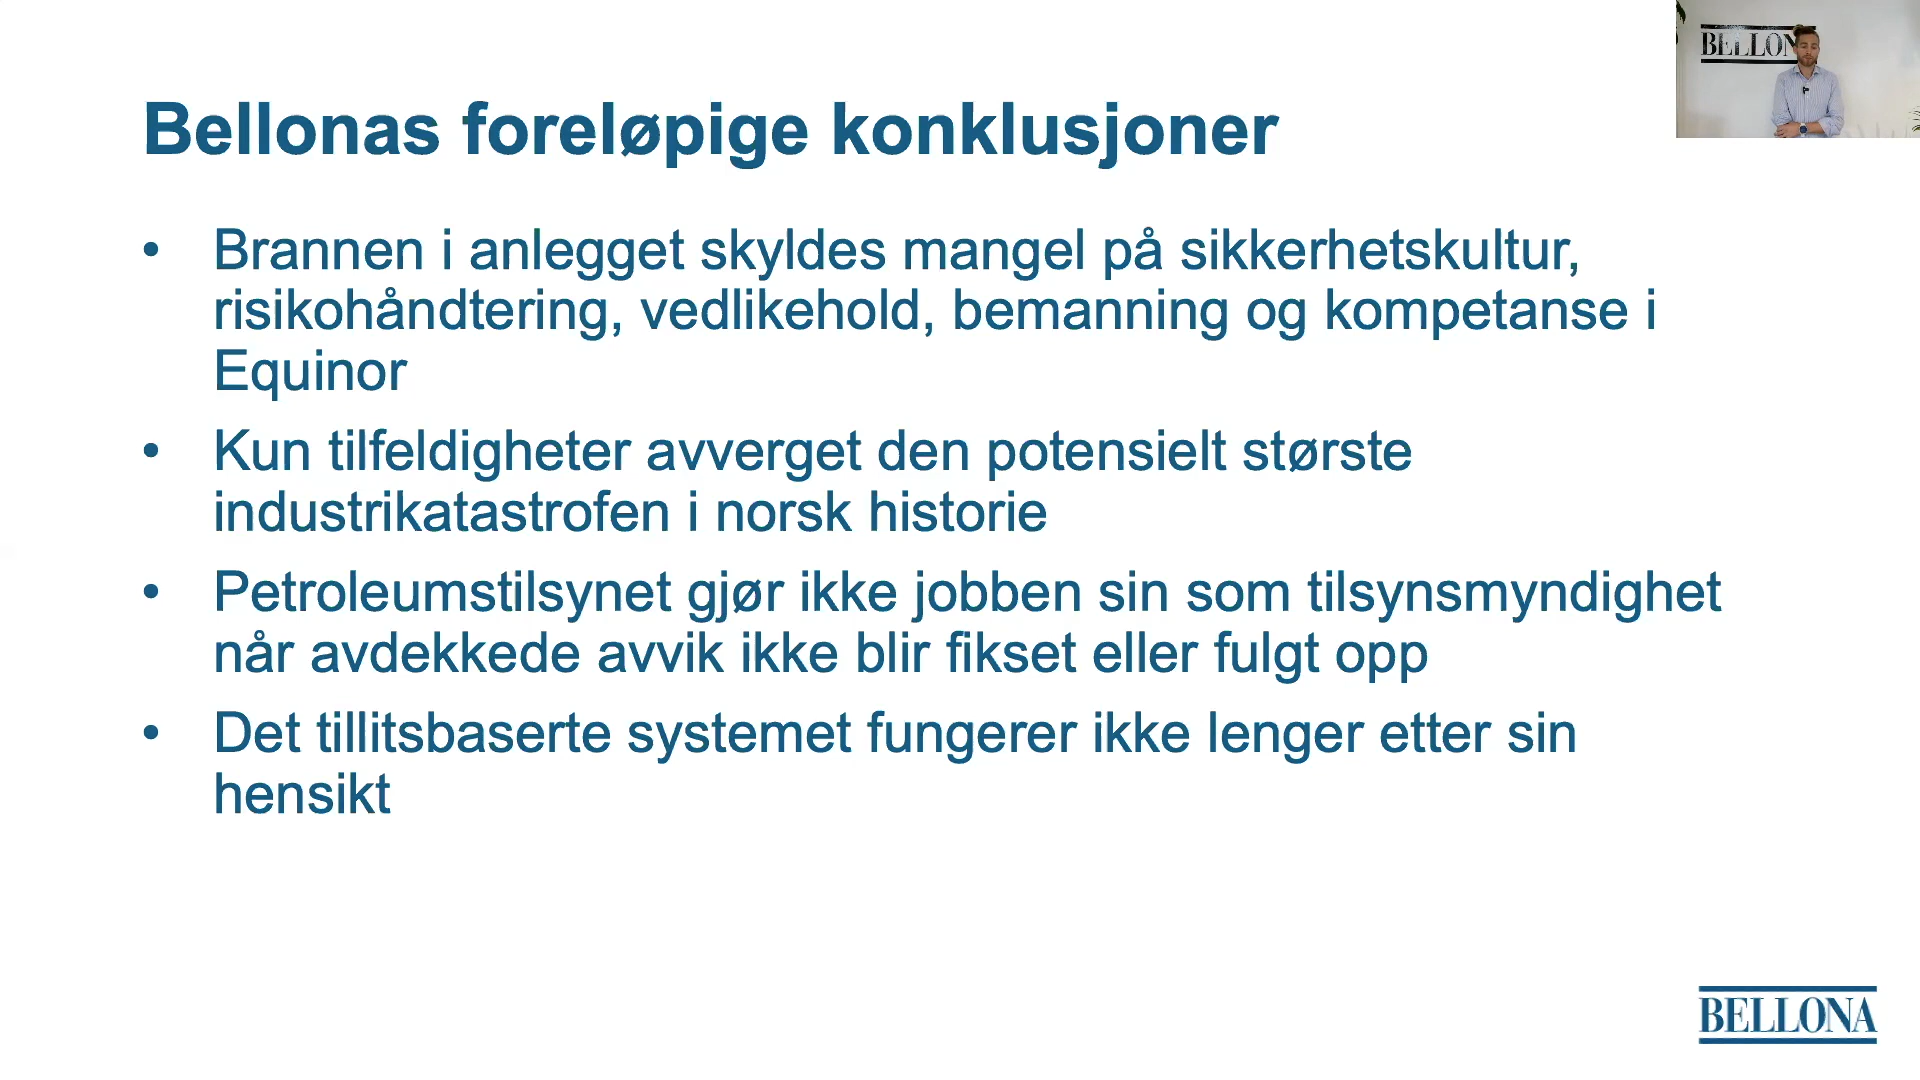 BELLON
Bellonas foreløpige konklusjoner
• Brannen i anlegget skyldes mangel på sikkerhetskultur,
risikohåndtering, vedlikehold, bemanning og kompetanse i
Equinor
• Kun tilfeldigheter avverget den potensielt største
industrikatastrofen i norsk historie
• Petroleumstilsynet gjør ikke jobben sin som tilsynsmyndighet
når avdekkede avvik ikke blir fikset eller fulgt opp
• Det tillitsbaserte systemet fungerer ikke lenger etter sin
hensikt
BELLONA